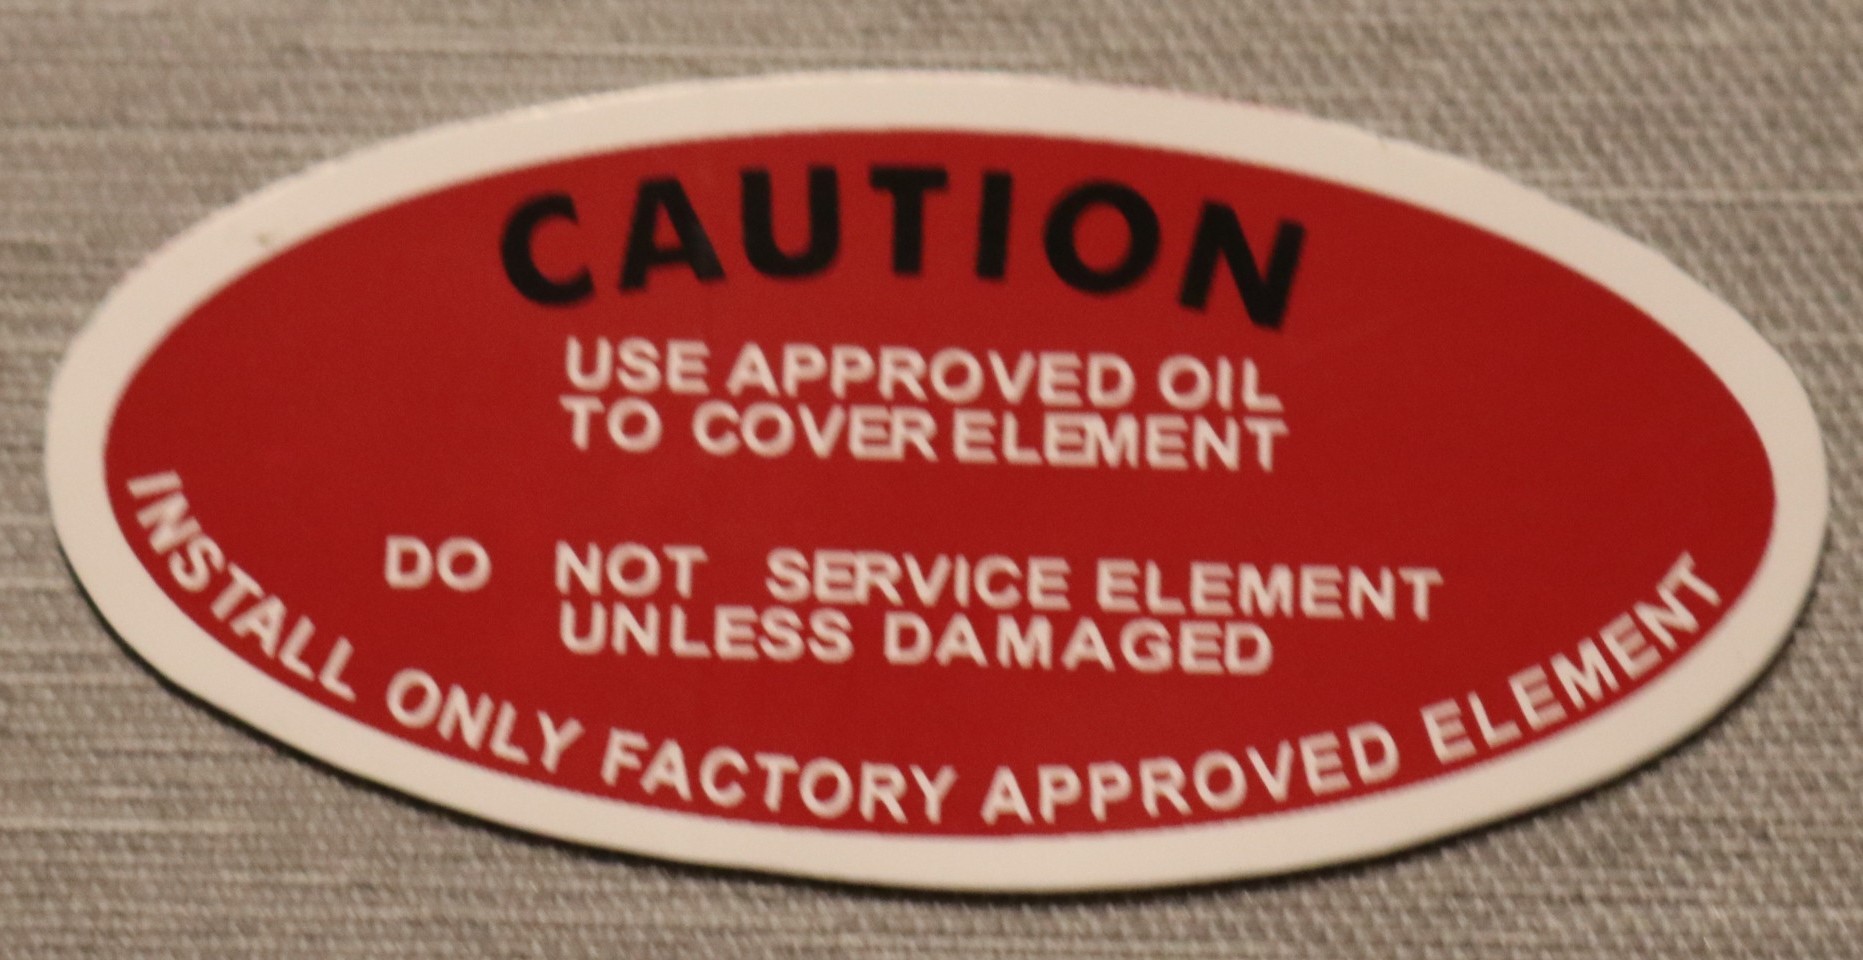 CAUTION
USE APPROVED OIL
TO COVER ELEMENT
DO NOT SERVICE ELEMENT
UNLESS DAMAGED
INSTALL ONLY FACTORY APPROVED ELEMENT